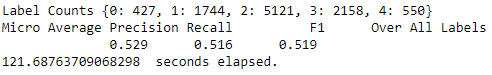 Label Counts {0: 427, 1: 1744, 2: 5121, 3: 2158, 4: 550}
Micro Average Precision Recall F1 Over All Labels
0.529 0.516 0.519
121.68763709068298 seconds elapsed.